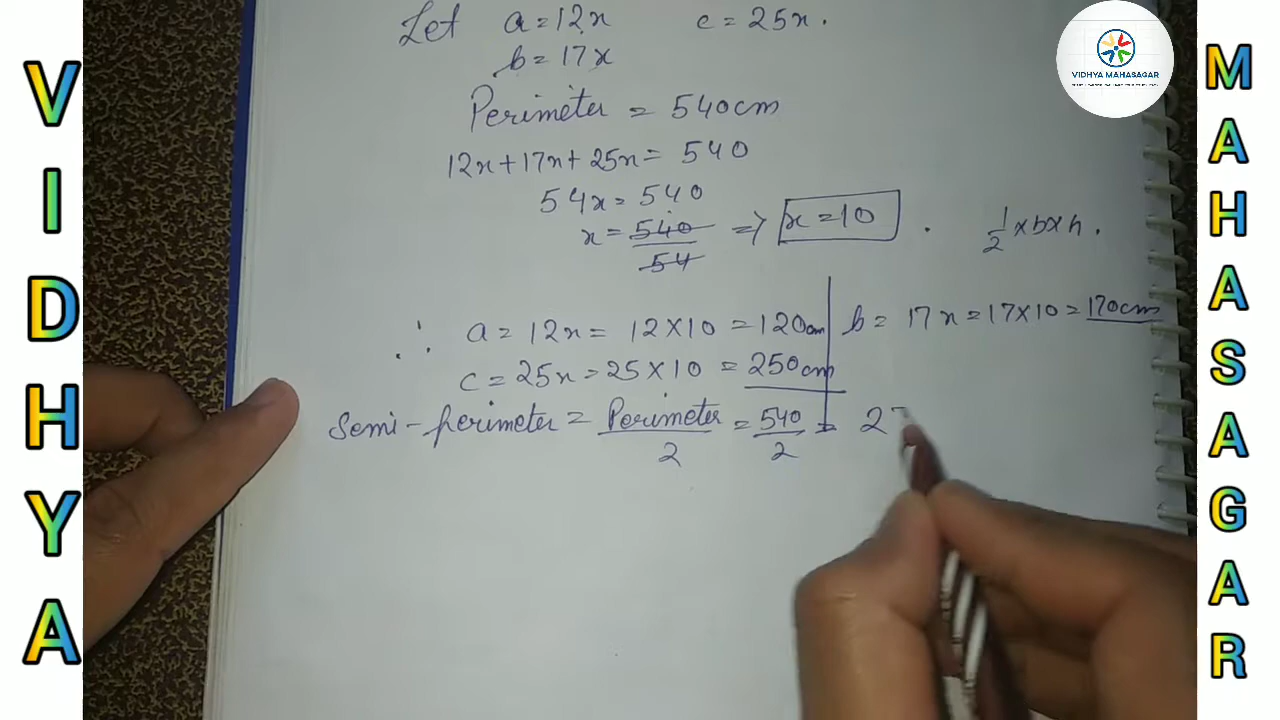 Let a = 12x c = 25x.
b = 17x
Perimeter = 540cm
12x + 17x + 25x = 540
54x = 540
x = 540/54 => x = 10 . 1/2 × b × h .
∴ a = 12x = 12×10 = 120cm b = 17x = 17×10 = 170cm
c = 25x = 25×10 = 250cm
Semi-perimeter = Perimeter/2 = 540/2 = 27
VIDHYA
MAHASAGAR
VIDHYA MAHASAGAR